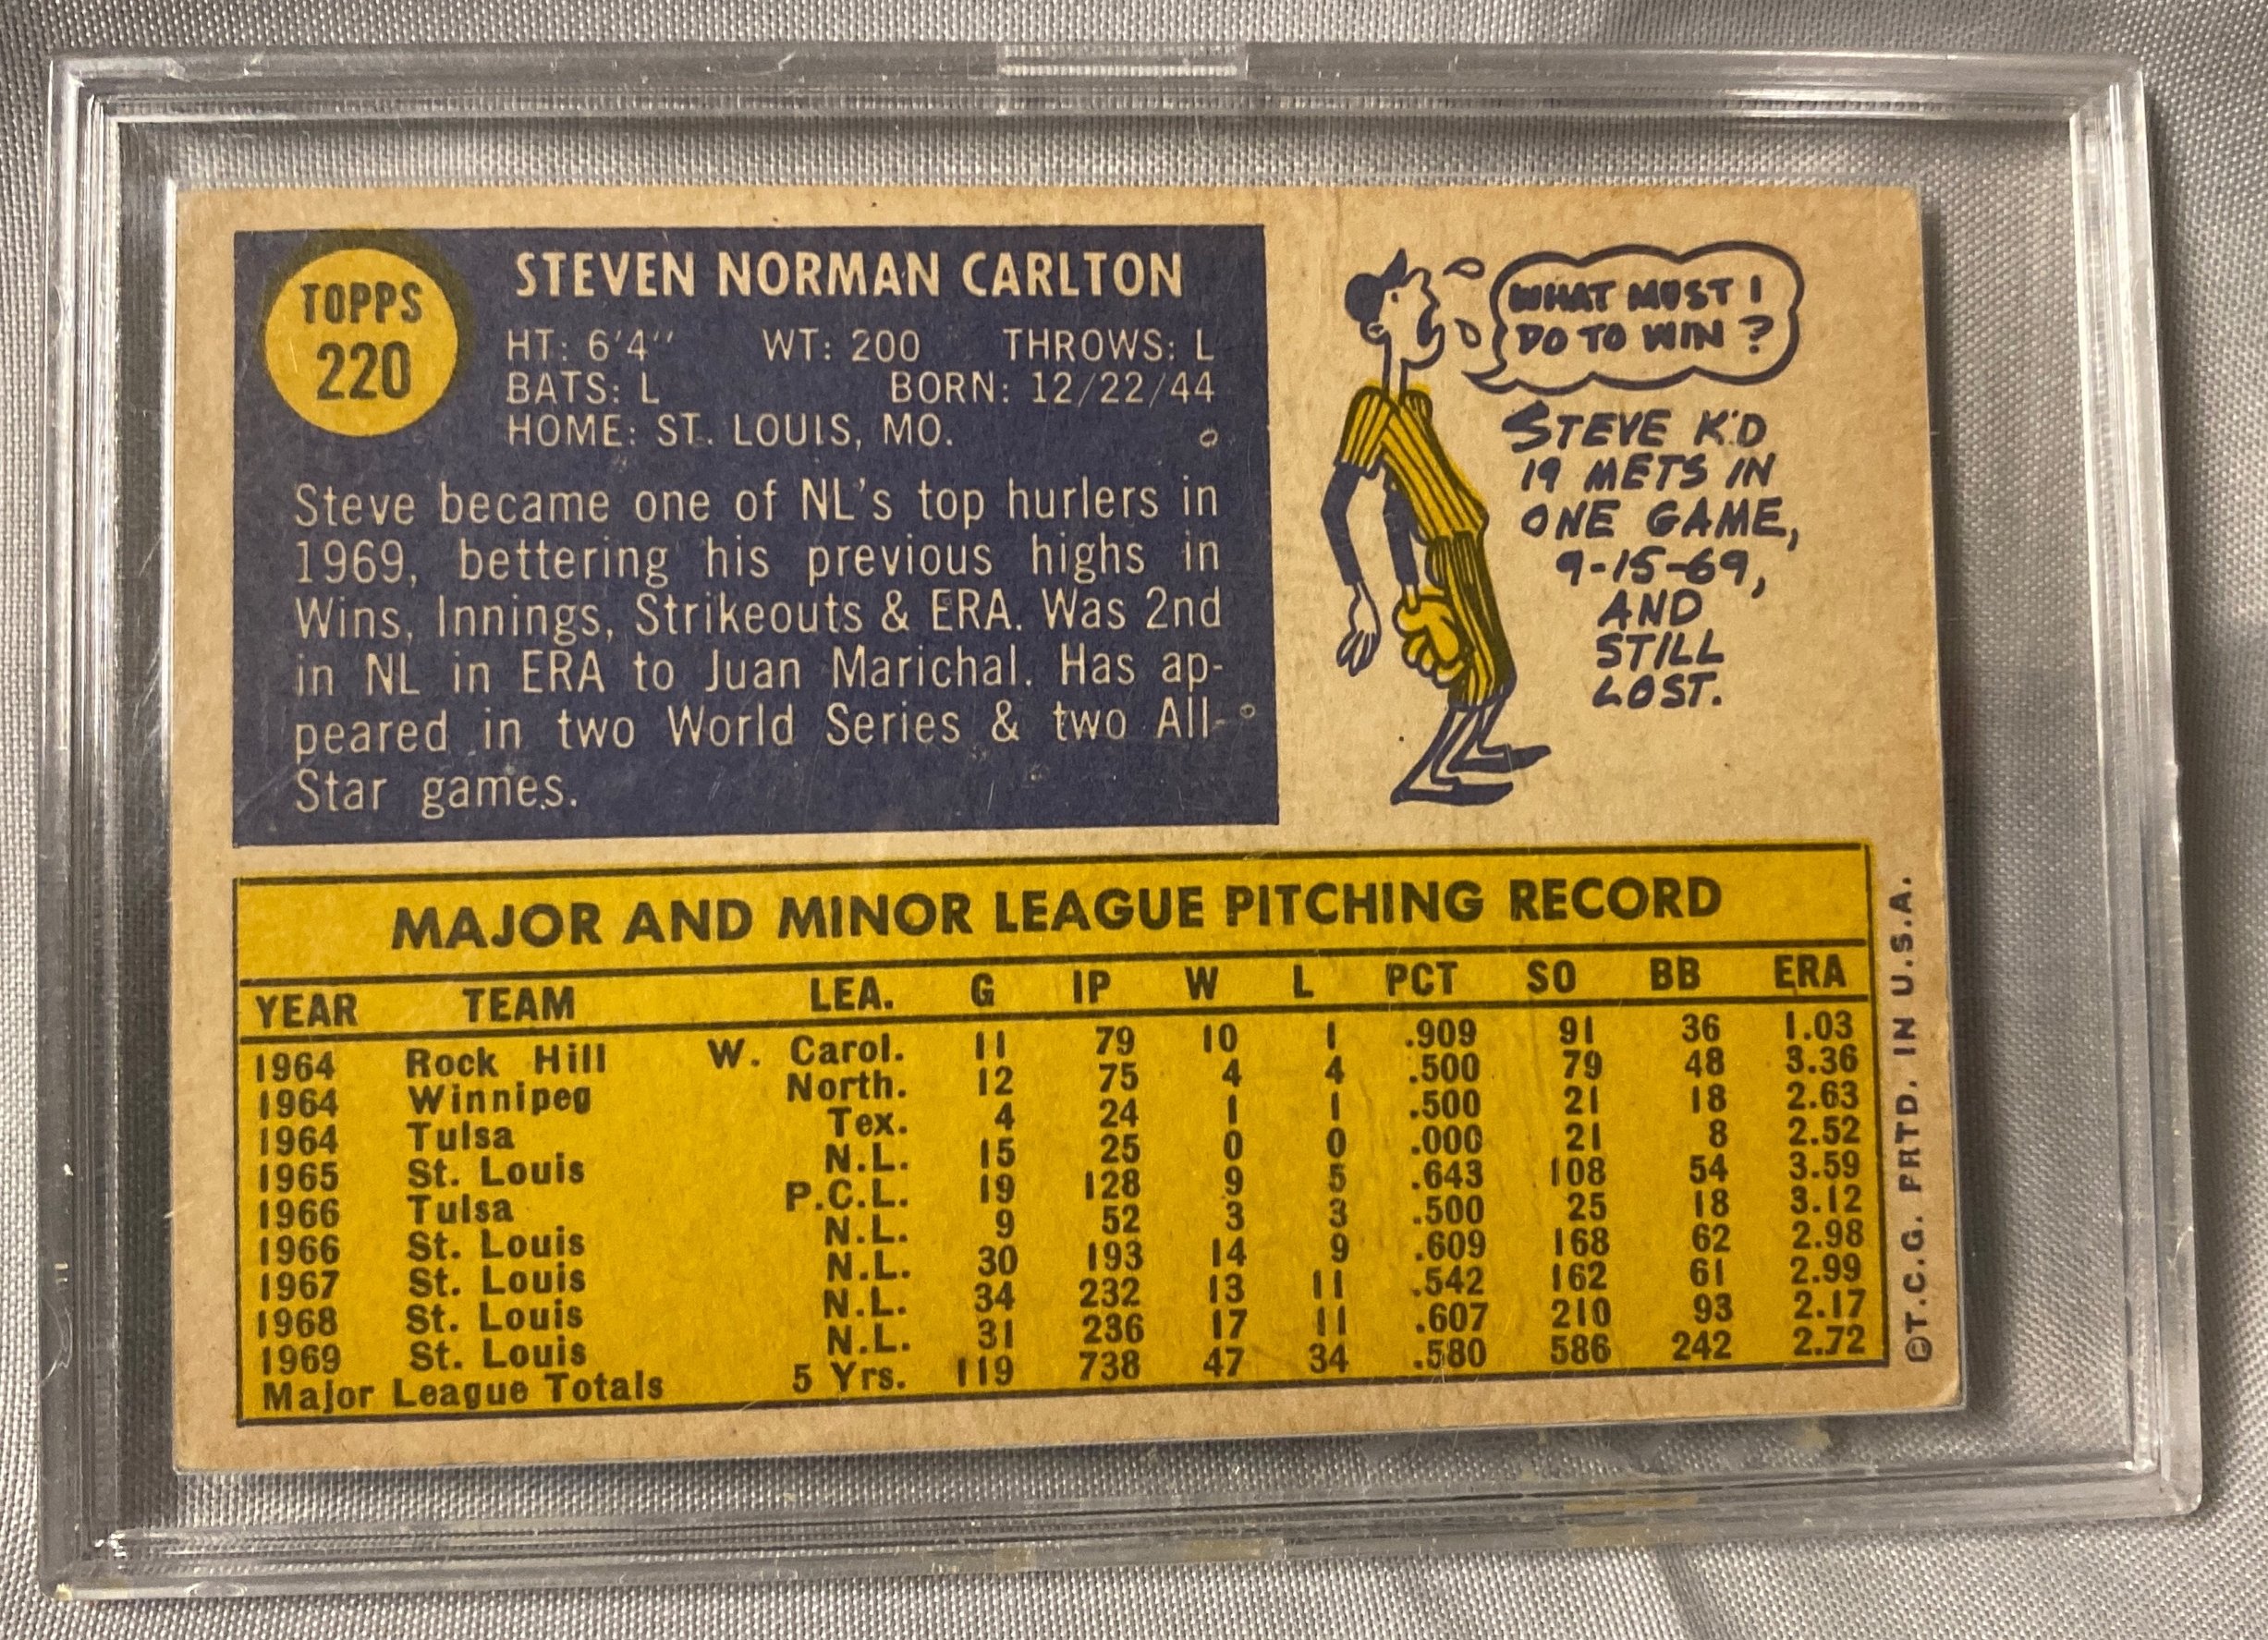 TOPPS
220
STEVEN NORMAN CARLTON
HT: 6'4" WT: 200 THROWS: L
BATS: L BORN: 12/22/44
HOME: ST. LOUIS, MO.
Steve became one of NL's top hurlers in
1969, bettering his previous highs in
Wins, Innings, Strikeouts & ERA. Was 2nd
in NL in ERA to Juan Marichal. Has ap-
peared in two World Series & two All-
Star games.
WHAT MUST I
DO TO WIN ?
STEVE K'D
19 METS IN
ONE GAME,
9-15-69,
AND
STILL
LOST.
MAJOR AND MINOR LEAGUE PITCHING RECORD
YEAR TEAM LEA. G IP W L PCT SO BB ERA
1964 Rock Hill W. Carol. 11 79 10 1 .909 91 36 1.03
1964 Winnipeg North. 12 75 4 4 .500 79 48 3.36
1964 Tulsa Tex. 4 24 1 1 .500 21 18 2.63
1965 St. Louis N.L. 15 25 0 0 .000 21 8 2.52
1966 Tulsa P.C.L. 19 128 9 5 .643 108 54 3.59
1966 St. Louis N.L. 9 52 3 3 .500 25 18 3.12
1967 St. Louis N.L. 30 193 14 9 .609 168 62 2.98
1968 St. Louis N.L. 34 232 13 11 .542 162 61 2.99
1969 St. Louis N.L. 31 236 17 11 .607 210 93 2.17
Major League Totals 5 Yrs. 119 738 47 34 .580 586 242 2.72
©T.C.G. PRTD. IN U.S.A.